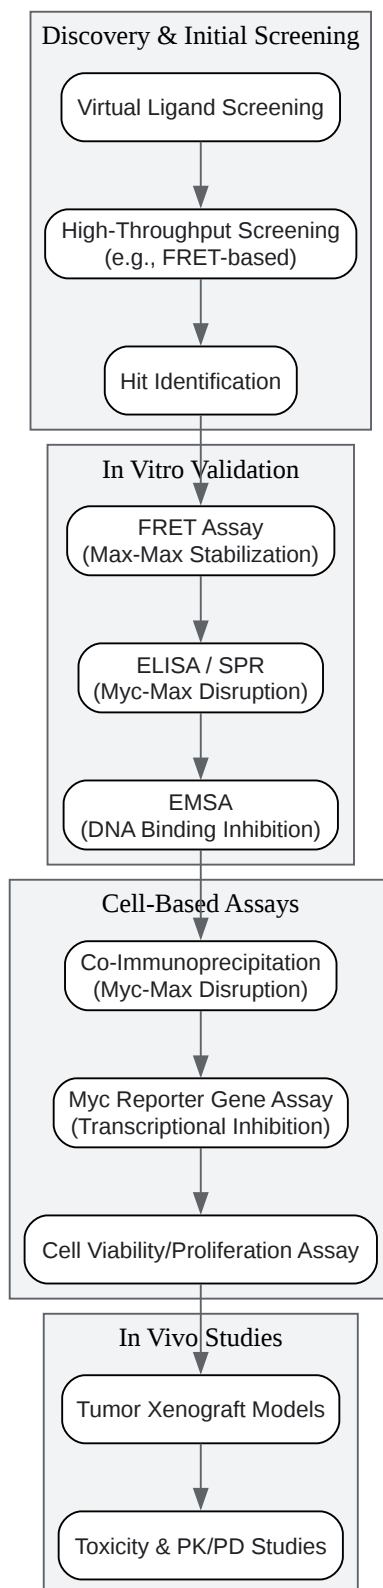 Discovery & Initial Screening
Virtual Ligand Screening
High-Throughput Screening
(e.g., FRET-based)
Hit Identification
In Vitro Validation
FRET Assay
(Max-Max Stabilization)
ELISA / SPR
(Myc-Max Disruption)
EMSA
(DNA Binding Inhibition)
Cell-Based Assays
Co-Immunoprecipitation
(Myc-Max Disruption)
Myc Reporter Gene Assay
(Transcriptional Inhibition)
Cell Viability/Proliferation Assay
In Vivo Studies
Tumor Xenograft Models
Toxicity & PK/PD Studies